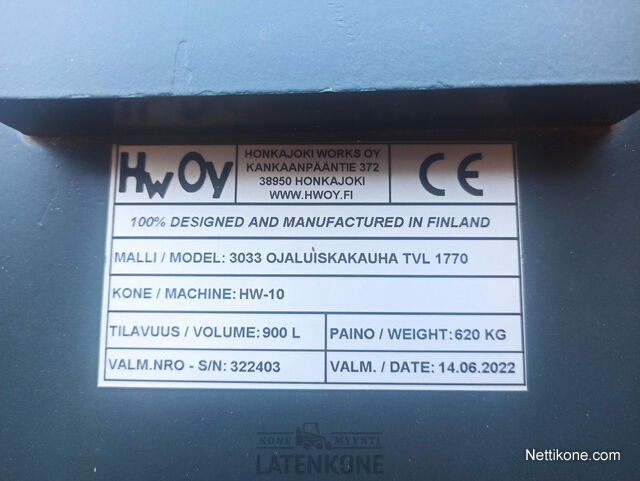 HWOY
HONKAJOKI WORKS OY
KANKAANPÄÄNTIE 372
38950 HONKAJOKI
WWW.HWOY.FI
CE
100% DESIGNED AND MANUFACTURED IN FINLAND
MALLI / MODEL: 3033 OJALUISKAKAUHA TVL 1770
KONE / MACHINE: HW-10
TILAVUUS / VOLUME: 900 L
PAINO / WEIGHT: 620 KG
VALM.NRO - S/N: 322403
VALM. / DATE: 14.06.2022
KONE MYYNTI
LATENKONE
Nettikone.com